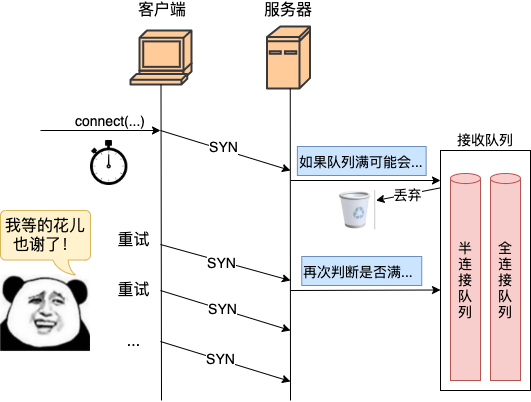 客户端
服务器
connect(...)
SYN
如果队列满可能会...
接收队列
丢弃
我等的花儿
也谢了！
重试
SYN
再次判断是否满...
半连接队列
全连接队列
重试
SYN
...
SYN